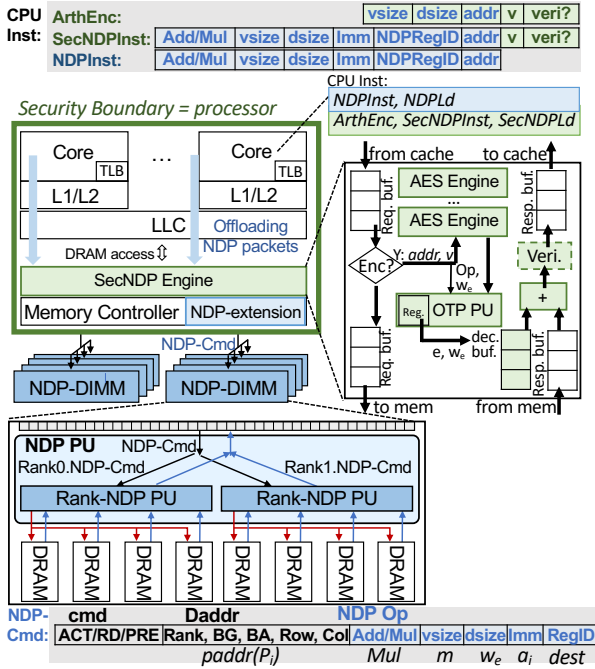 CPU Inst:
ArthEnc: vsize dsize addr v veri?
SecNDPInst: Add/Mul vsize dsize Imm NDPRegID addr v veri?
NDPInst: Add/Mul vsize dsize Imm NDPRegID addr
CPU Inst:
NDPInst, NDPLd
ArthEnc, SecNDPInst, SecNDPLd
Security Boundary = processor
Core
TLB
L1/L2
...
Core
TLB
L1/L2
LLC
Offloading
NDP packets
DRAM access
SecNDP Engine
Memory Controller
NDP-extension
NDP-Cmd
NDP-DIMM
NDP-DIMM
from cache
to cache
Req. buf.
AES Engine
...
AES Engine
Resp. buf.
Enc?
Y: addr, v
Op,
we
Veri.
+
Reg.
OTP PU
e, we
dec.
buf.
Req. buf.
Resp. buf.
to mem
from mem
NDP PU
NDP-Cmd
Rank0.NDP-Cmd
Rank1.NDP-Cmd
Rank-NDP PU
Rank-NDP PU
DRAM DRAM DRAM DRAM DRAM DRAM DRAM DRAM
NDP-Cmd:
cmd Daddr NDP Op
ACT/RD/PRE Rank, BG, BA, Row, Col Add/Mul vsize dsize Imm RegID
paddr(Pi) Mul m we ai dest